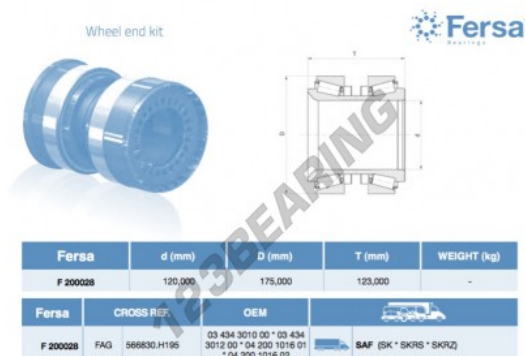 Wheel end kit
Fersa
Bearings
T
D
d
123BEARING
Fersa d (mm) D (mm) T (mm) WEIGHT (kg)
F 200028 120,000 175,000 123,000 -
Fersa CROSS REF. OEM
F 200028 FAG 566830.H195 03 434 3010 00 * 03 434
3012 00 * 04 200 1016 01
* 04 200 1016 02
SAF (SK * SKRS * SKRZ)